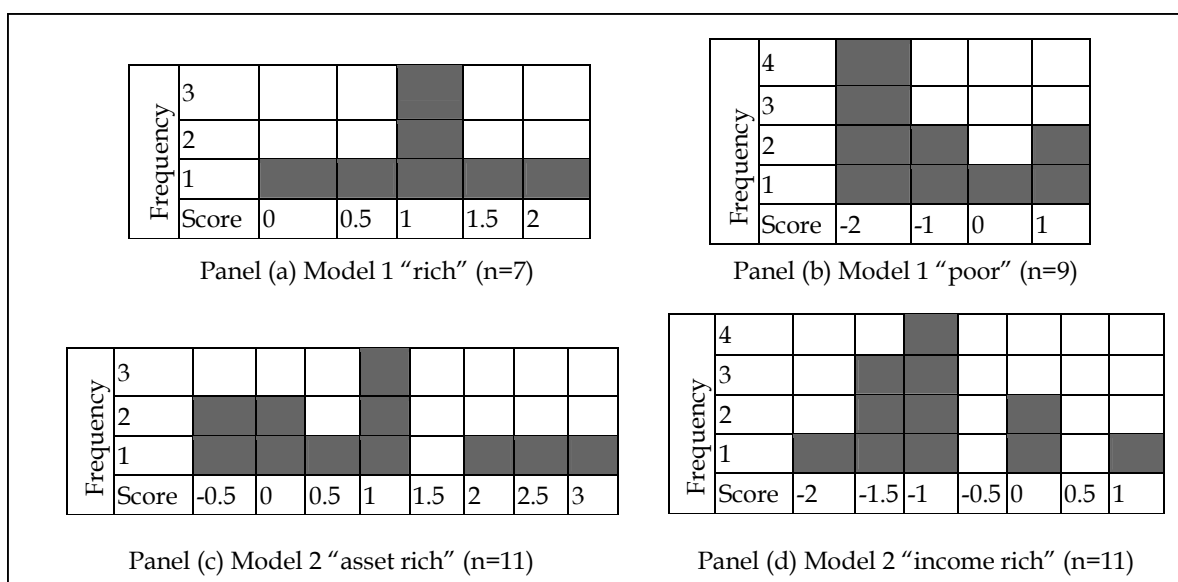 Frequency
3
2
1
Score 0 0.5 1 1.5 2
Panel (a) Model 1 “rich” (n=7)
Frequency
4
3
2
1
Score -2 -1 0 1
Panel (b) Model 1 “poor” (n=9)
Frequency
3
2
1
Score -0.5 0 0.5 1 1.5 2 2.5 3
Panel (c) Model 2 “asset rich” (n=11)
Frequency
4
3
2
1
Score -2 -1.5 -1 -0.5 0 0.5 1
Panel (d) Model 2 “income rich” (n=11)